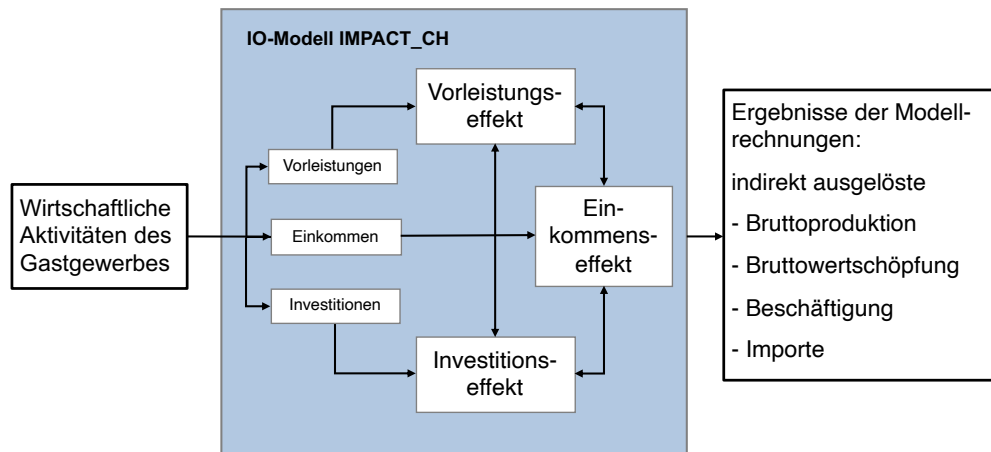 IO-Modell IMPACT_CH
Wirtschaftliche
Aktivitäten des
Gastgewerbes
Vorleistungen
Einkommen
Investitionen
Vorleistungs-
effekt
Ein-
kommens-
effekt
Investitions-
effekt
Ergebnisse der Modell-
rechnungen:
indirekt ausgelöste
- Bruttoproduktion
- Bruttowertschöpfung
- Beschäftigung
- Importe